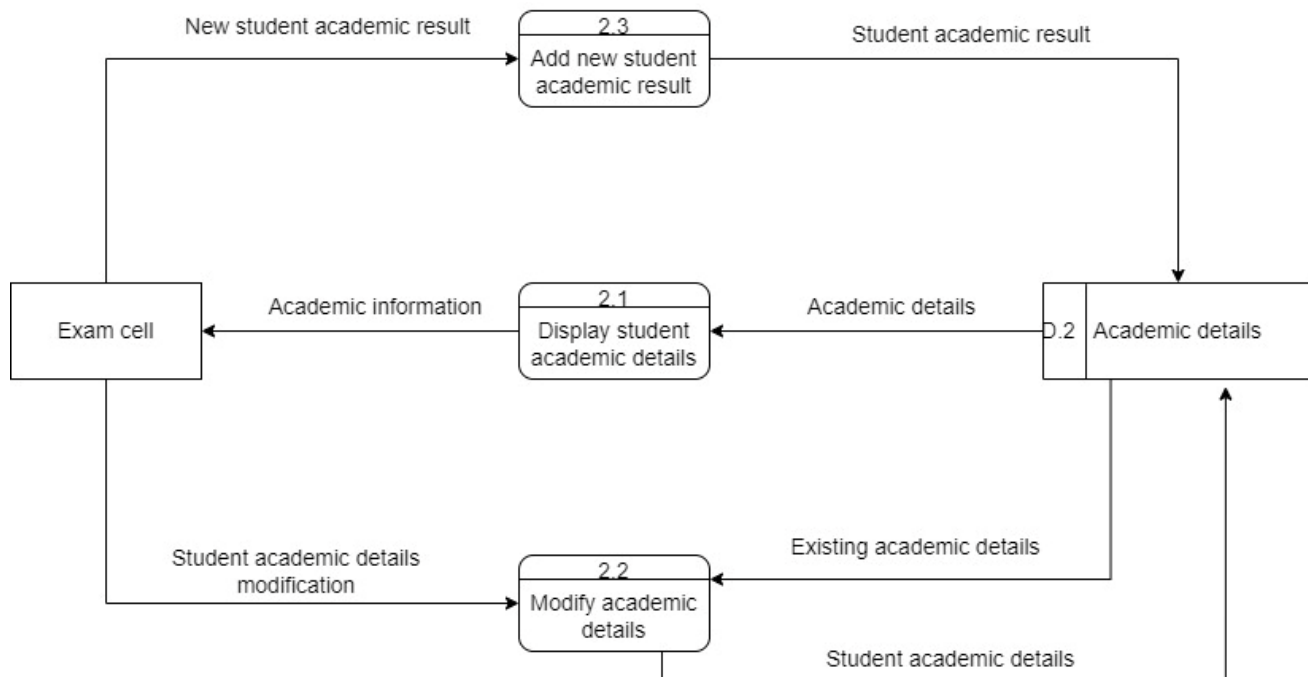 New student academic result
2.3
Student academic result
Add new student
academic result
Academic information
2.1
Academic details
Exam cell
Display student
academic details
D.2
Academic details
Student academic details
modification
2.2
Existing academic details
Modify academic
details
Student academic details